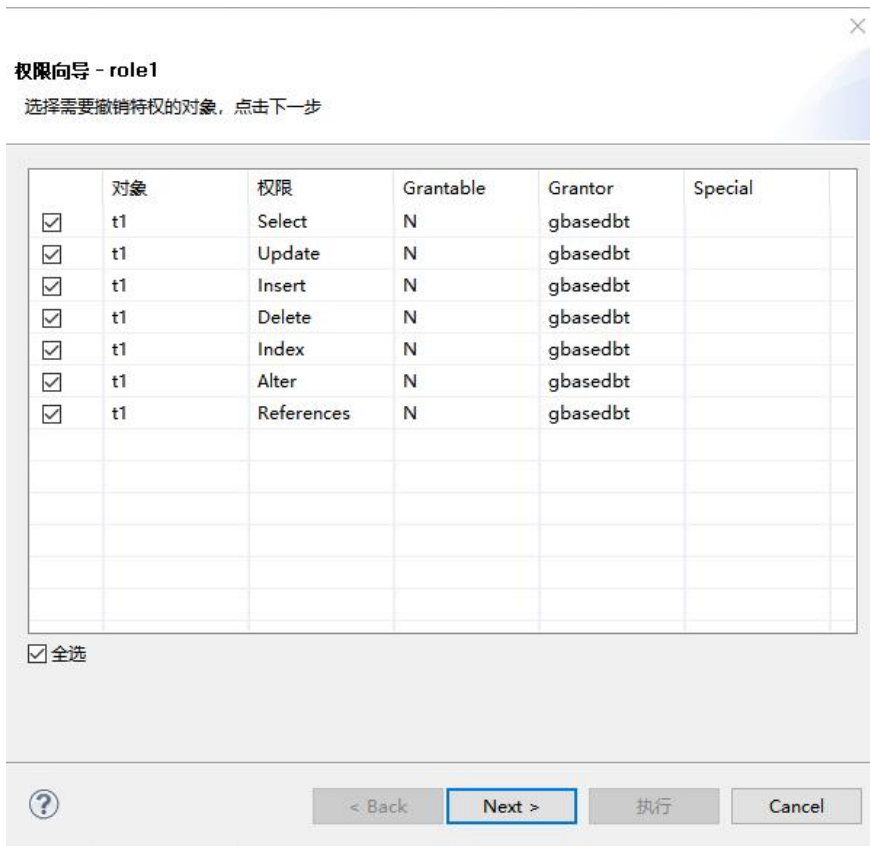 权限向导 - role1
选择需要撤销特权的对象，点击下一步
对象 权限 Grantable Grantor Special
t1 Select N gbasedbt
t1 Update N gbasedbt
t1 Insert N gbasedbt
t1 Delete N gbasedbt
t1 Index N gbasedbt
t1 Alter N gbasedbt
t1 References N gbasedbt
全选
< Back Next > 执行 Cancel